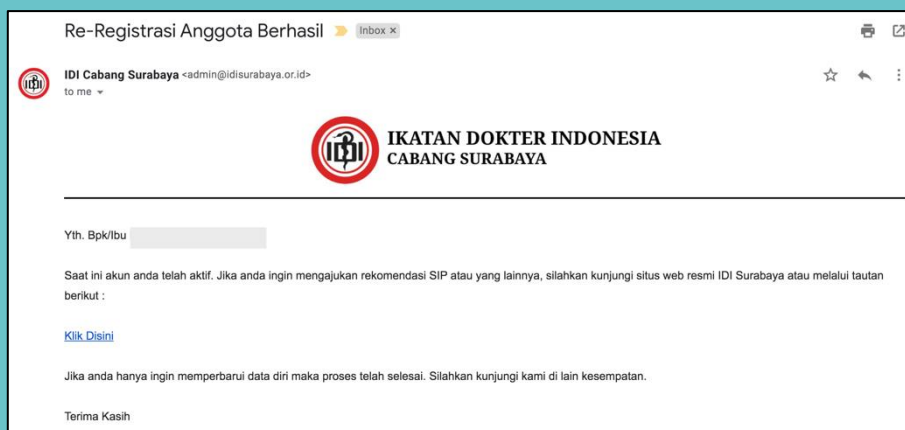 Re-Registrasi Anggota Berhasil Inbox ×
IDI Cabang Surabaya <admin@idisurabaya.or.id>
to me
IDI
IDI
IKATAN DOKTER INDONESIA
CABANG SURABAYA
Yth. Bpk/Ibu
Saat ini akun anda telah aktif. Jika anda ingin mengajukan rekomendasi SIP atau yang lainnya, silahkan kunjungi situs web resmi IDI Surabaya atau melalui tautan
berikut :
Klik Disini
Jika anda hanya ingin memperbarui data diri maka proses telah selesai. Silahkan kunjungi kami di lain kesempatan.
Terima Kasih